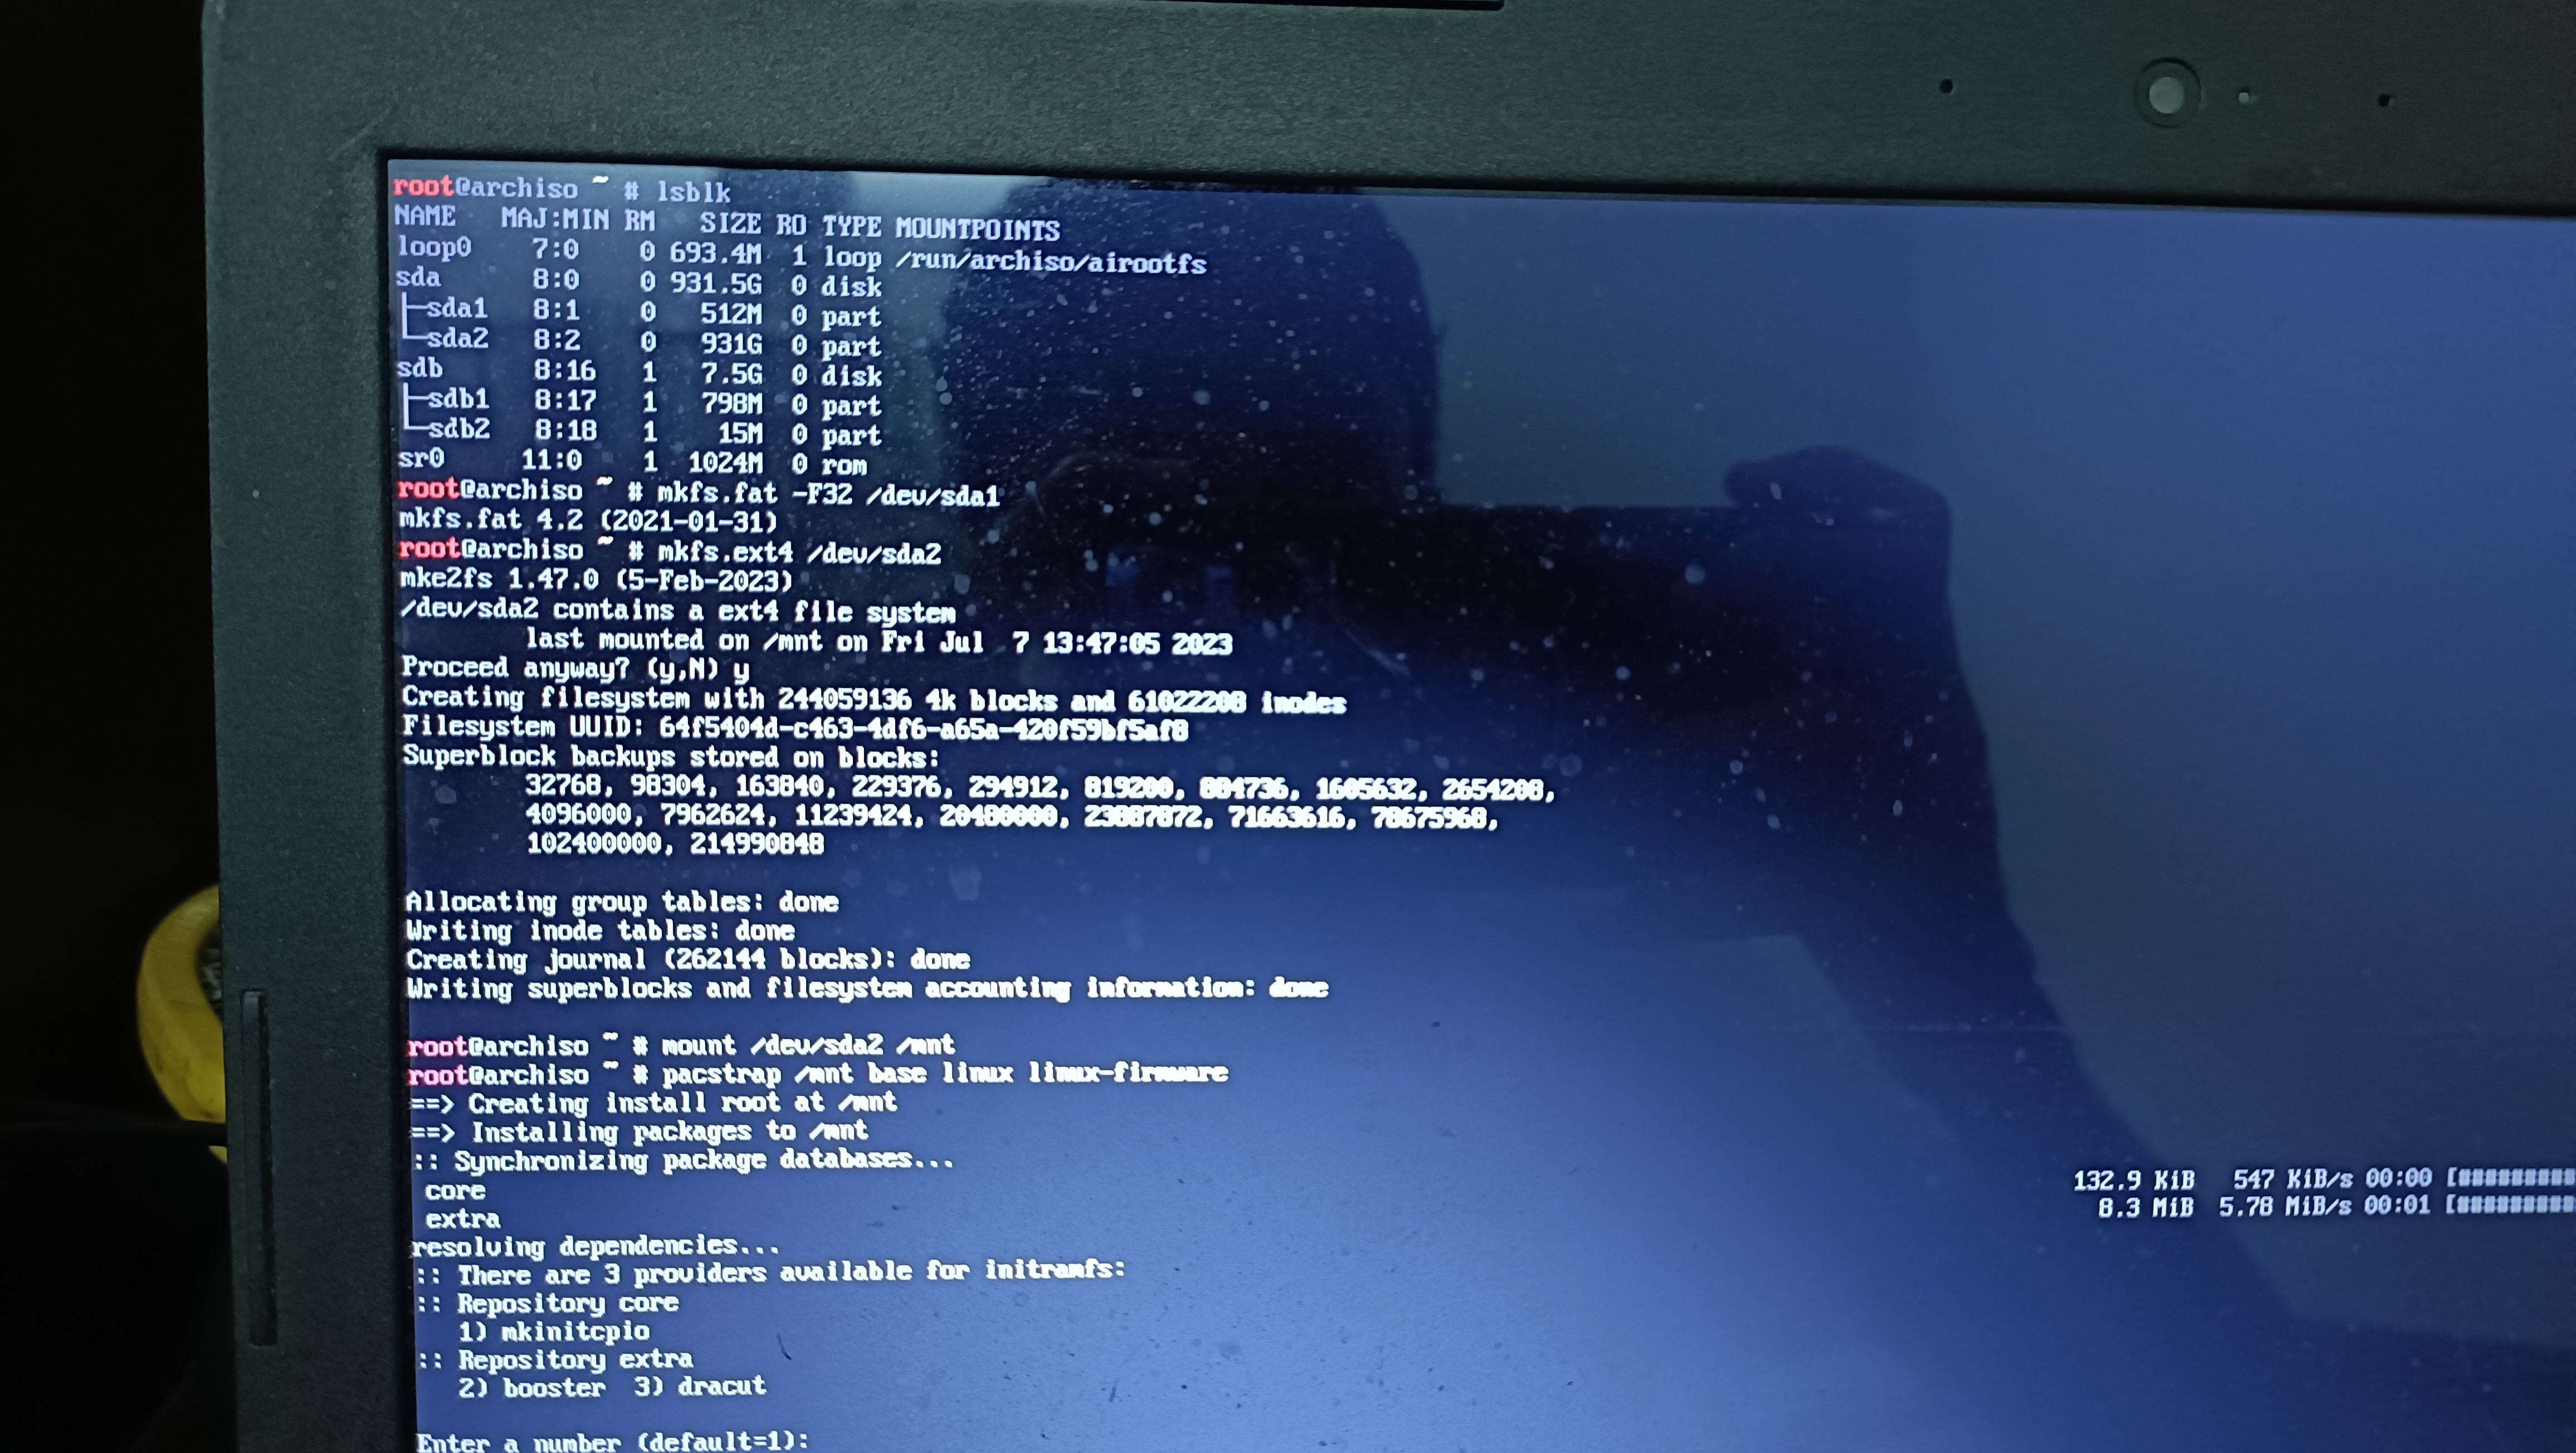 root@archiso ~ # lsblk
NAME   MAJ:MIN RM   SIZE RO TYPE MOUNTPOINTS
loop0    7:0    0 693.4M  1 loop /run/archiso/airootfs
sda      8:0    0 931.5G  0 disk
├─sda1   8:1    0   512M  0 part
└─sda2   8:2    0   931G  0 part
sdb      8:16   1   7.5G  0 disk
├─sdb1   8:17   1   798M  0 part
└─sdb2   8:18   1    15M  0 part
sr0     11:0    1  1024M  0 rom
root@archiso ~ # mkfs.fat -F32 /dev/sda1
mkfs.fat 4.2 (2021-01-31)
root@archiso ~ # mkfs.ext4 /dev/sda2
mke2fs 1.47.0 (5-Feb-2023)
/dev/sda2 contains a ext4 file system
        last mounted on /mnt on Fri Jul  7 13:47:05 2023
Proceed anyway? (y,N) y
Creating filesystem with 244059136 4k blocks and 61022208 inodes
Filesystem UUID: 64f5404d-c463-4df6-a65a-420f59bf5af8
Superblock backups stored on blocks:
        32768, 98304, 163840, 229376, 294912, 819200, 884736, 1605632, 2654208,
        4096000, 7962624, 11239424, 20480000, 23887872, 71663616, 78675968,
        102400000, 214990848
Allocating group tables: done
Writing inode tables: done
Creating journal (262144 blocks): done
Writing superblocks and filesystem accounting information: done
root@archiso ~ # mount /dev/sda2 /mnt
root@archiso ~ # pacstrap /mnt base linux linux-firmware
==> Creating install root at /mnt
==> Installing packages to /mnt
:: Synchronizing package databases...
 core 132.9 KiB   547 KiB/s 00:00 [#########
 extra 8.3 MiB  5.78 MiB/s 00:01 [#########
resolving dependencies...
:: There are 3 providers available for initramfs:
:: Repository core
   1) mkinitcpio
:: Repository extra
   2) booster  3) dracut
Enter a number (default=1):